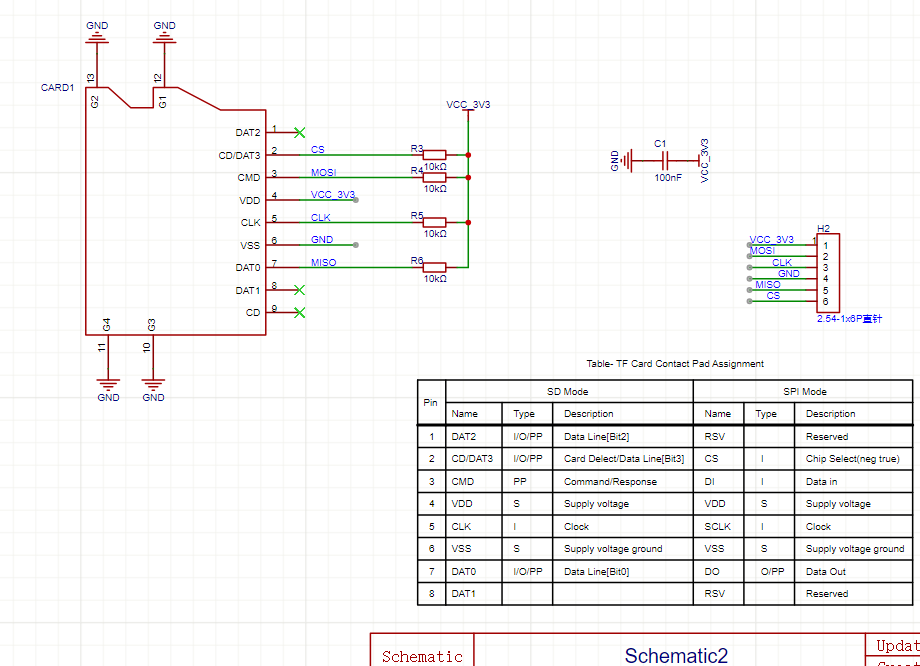 GND GND
13 12
CARD1
G2 G1
DAT2 1
CD/DAT3 2 CS
CMD 3 MOSI
VDD 4 VCC_3V3
CLK 5 CLK
VSS 6 GND
DAT0 7 MISO
DAT1 8
CD 9
G4 G3
11 10
GND GND
VCC_3V3
R3
10kΩ
R4
10kΩ
R5
10kΩ
R6
10kΩ
GND C1 VCC_3V3
100nF
H2
VCC_3V3 1 1
MOSI 2
CLK 3
GND 4
MISO 5
CS 6
2.54-1x6P直针
Table- TF Card Contact Pad Assignment
Pin SD Mode SPI Mode
Name Type Description Name Type Description
1 DAT2 I/O/PP Data Line[Bit2] RSV Reserved
2 CD/DAT3 I/O/PP Card Delect/Data Line[Bit3] CS I Chip Select(neg true)
3 CMD PP Command/Response DI I Data in
4 VDD S Supply voltage VDD S Supply voltage
5 CLK I Clock SCLK I Clock
6 VSS S Supply voltage ground VSS S Supply voltage ground
7 DAT0 I/O/PP Data Line[Bit0] DO O/PP Data Out
8 DAT1 RSV Reserved
Schematic Schematic2 Updat